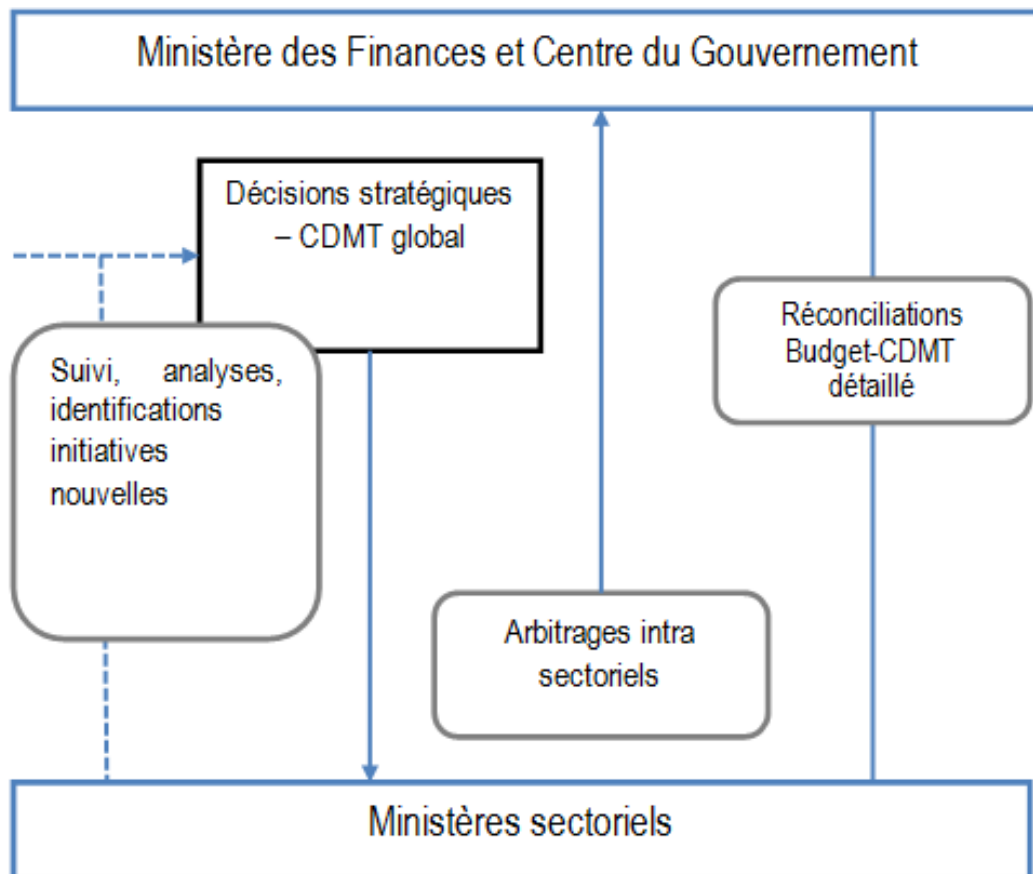 Ministère des Finances et Centre du Gouvernement
Décisions stratégiques
– CDMT global
Suivi, analyses,
identifications
initiatives
nouvelles
Réconciliations
Budget-CDMT
détaillé
Arbitrages intra
sectoriels
Ministères sectoriels